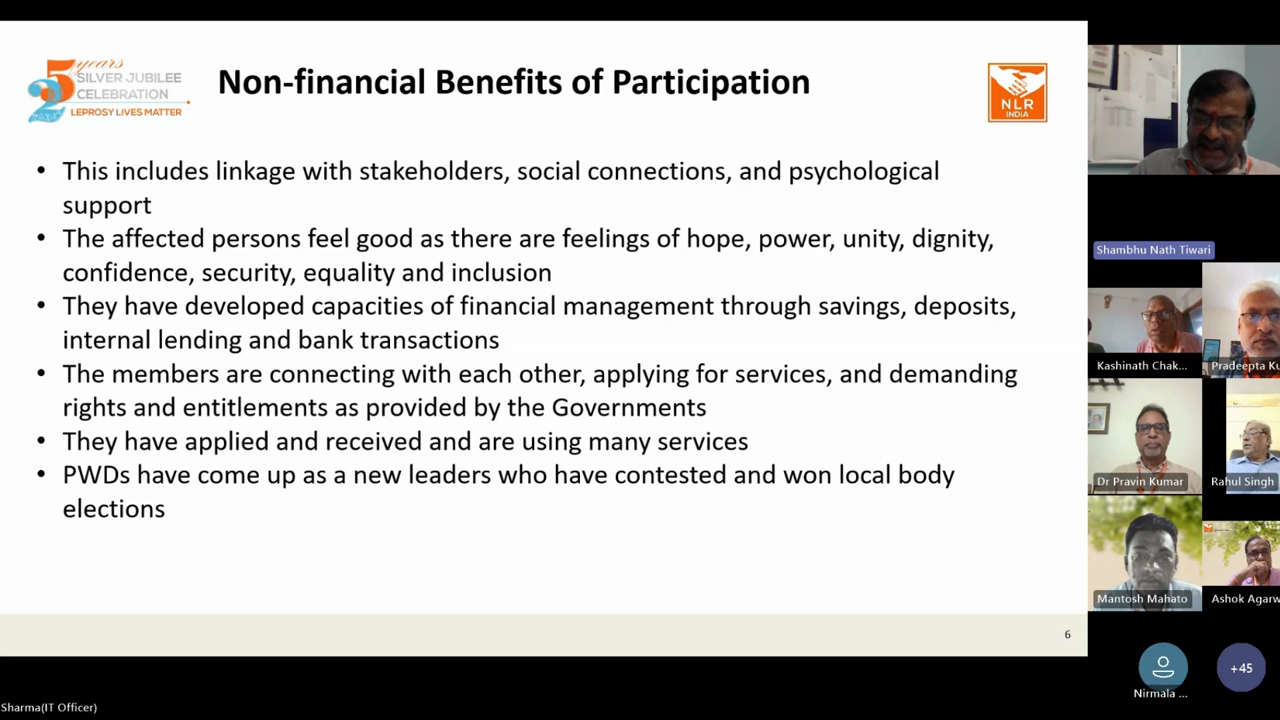 25 years
SILVER JUBILEE
CELEBRATION
LEPROSY LIVES MATTER
Non-financial Benefits of Participation
NLR
INDIA
• This includes linkage with stakeholders, social connections, and psychological
support
• The affected persons feel good as there are feelings of hope, power, unity, dignity,
confidence, security, equality and inclusion
• They have developed capacities of financial management through savings, deposits,
internal lending and bank transactions
• The members are connecting with each other, applying for services, and demanding
rights and entitlements as provided by the Governments
• They have applied and received and are using many services
• PWDs have come up as a new leaders who have contested and won local body
elections
6
Shambhu Nath Tiwari
Kashinath Chak...
Pradeepta Ku
Dr Pravin Kumar
Rahul Singh
Mantosh Mahato
Ashok Agarw
Nirmala ...
+45
Sharma(IT Officer)